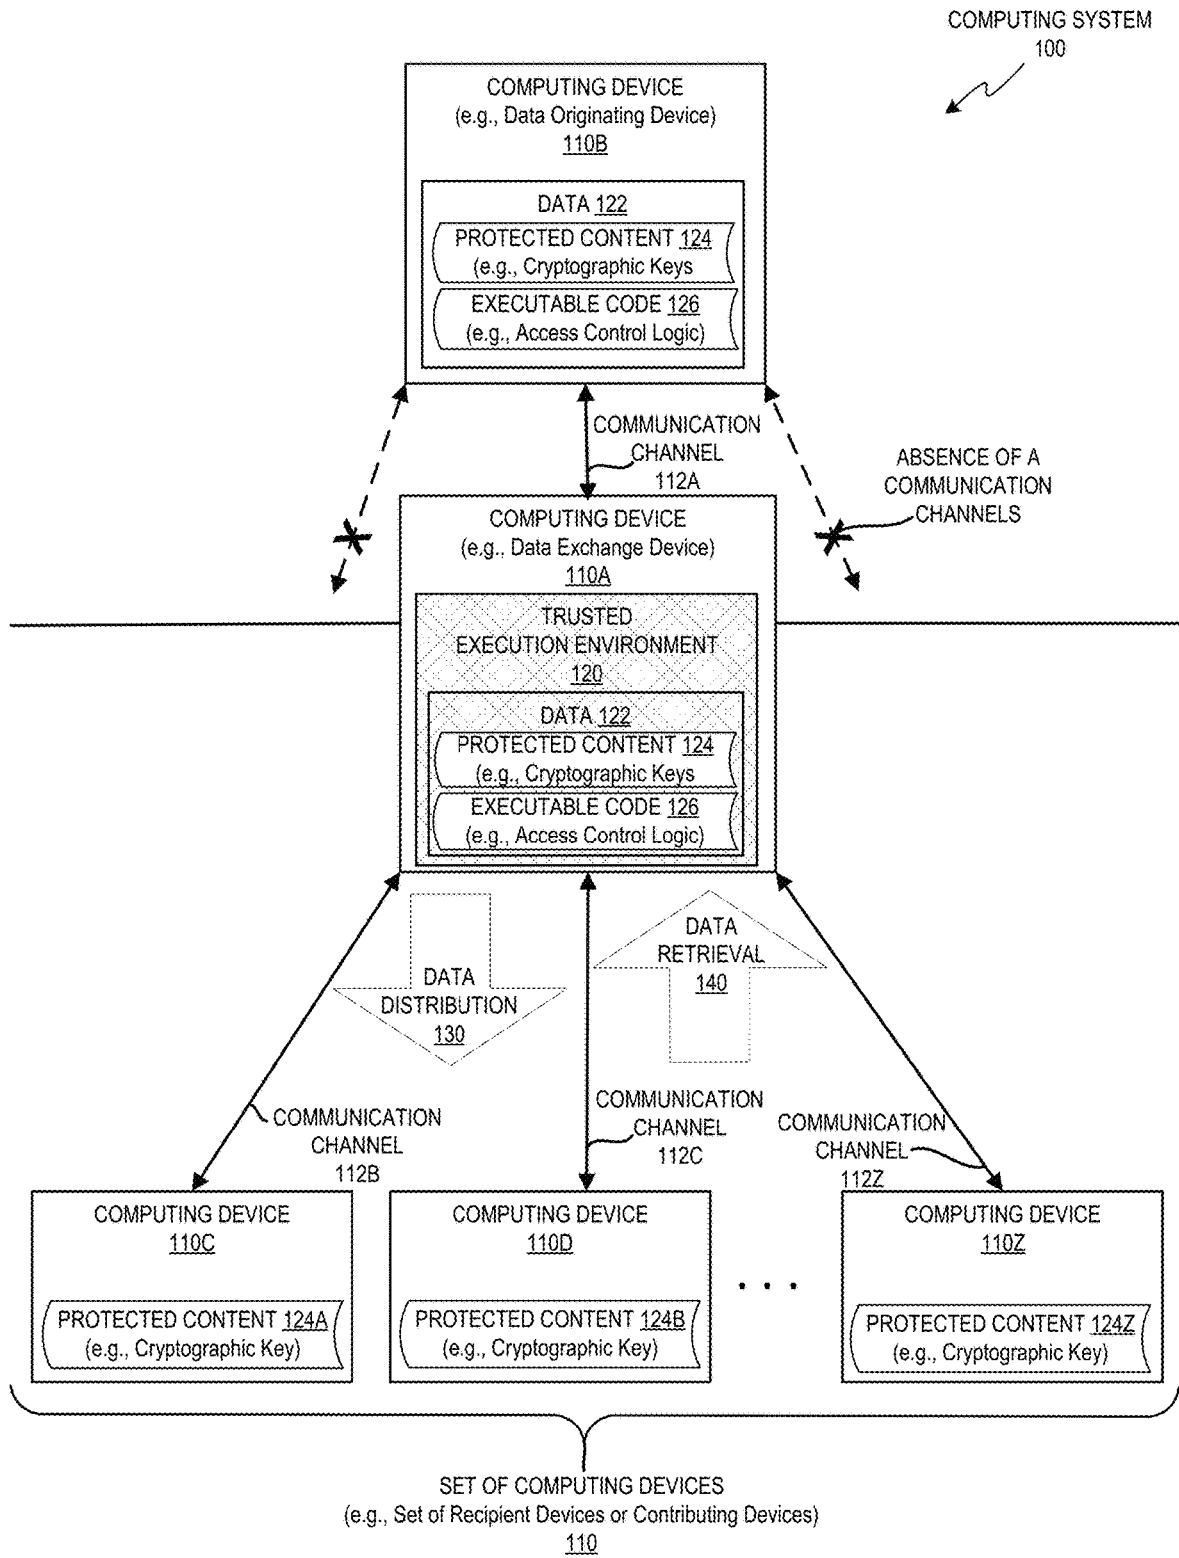 COMPUTING SYSTEM
100
COMPUTING DEVICE
(e.g., Data Originating Device)
110B
DATA 122
PROTECTED CONTENT 124
(e.g., Cryptographic Keys
EXECUTABLE CODE 126
(e.g., Access Control Logic)
COMMUNICATION
CHANNEL
112A
ABSENCE OF A
COMMUNICATION
CHANNELS
COMPUTING DEVICE
(e.g., Data Exchange Device)
110A
TRUSTED
EXECUTION ENVIRONMENT
120
DATA 122
PROTECTED CONTENT 124
(e.g., Cryptographic Keys
EXECUTABLE CODE 126
(e.g., Access Control Logic)
DATA
DISTRIBUTION
130
DATA
RETRIEVAL
140
COMMUNICATION
CHANNEL
112B
COMMUNICATION
CHANNEL
112C
COMMUNICATION
CHANNEL
112Z
COMPUTING DEVICE
110C
PROTECTED CONTENT 124A
(e.g., Cryptographic Key)
COMPUTING DEVICE
110D
PROTECTED CONTENT 124B
(e.g., Cryptographic Key)
. . .
COMPUTING DEVICE
110Z
PROTECTED CONTENT 124Z
(e.g., Cryptographic Key)
SET OF COMPUTING DEVICES
(e.g., Set of Recipient Devices or Contributing Devices)
110